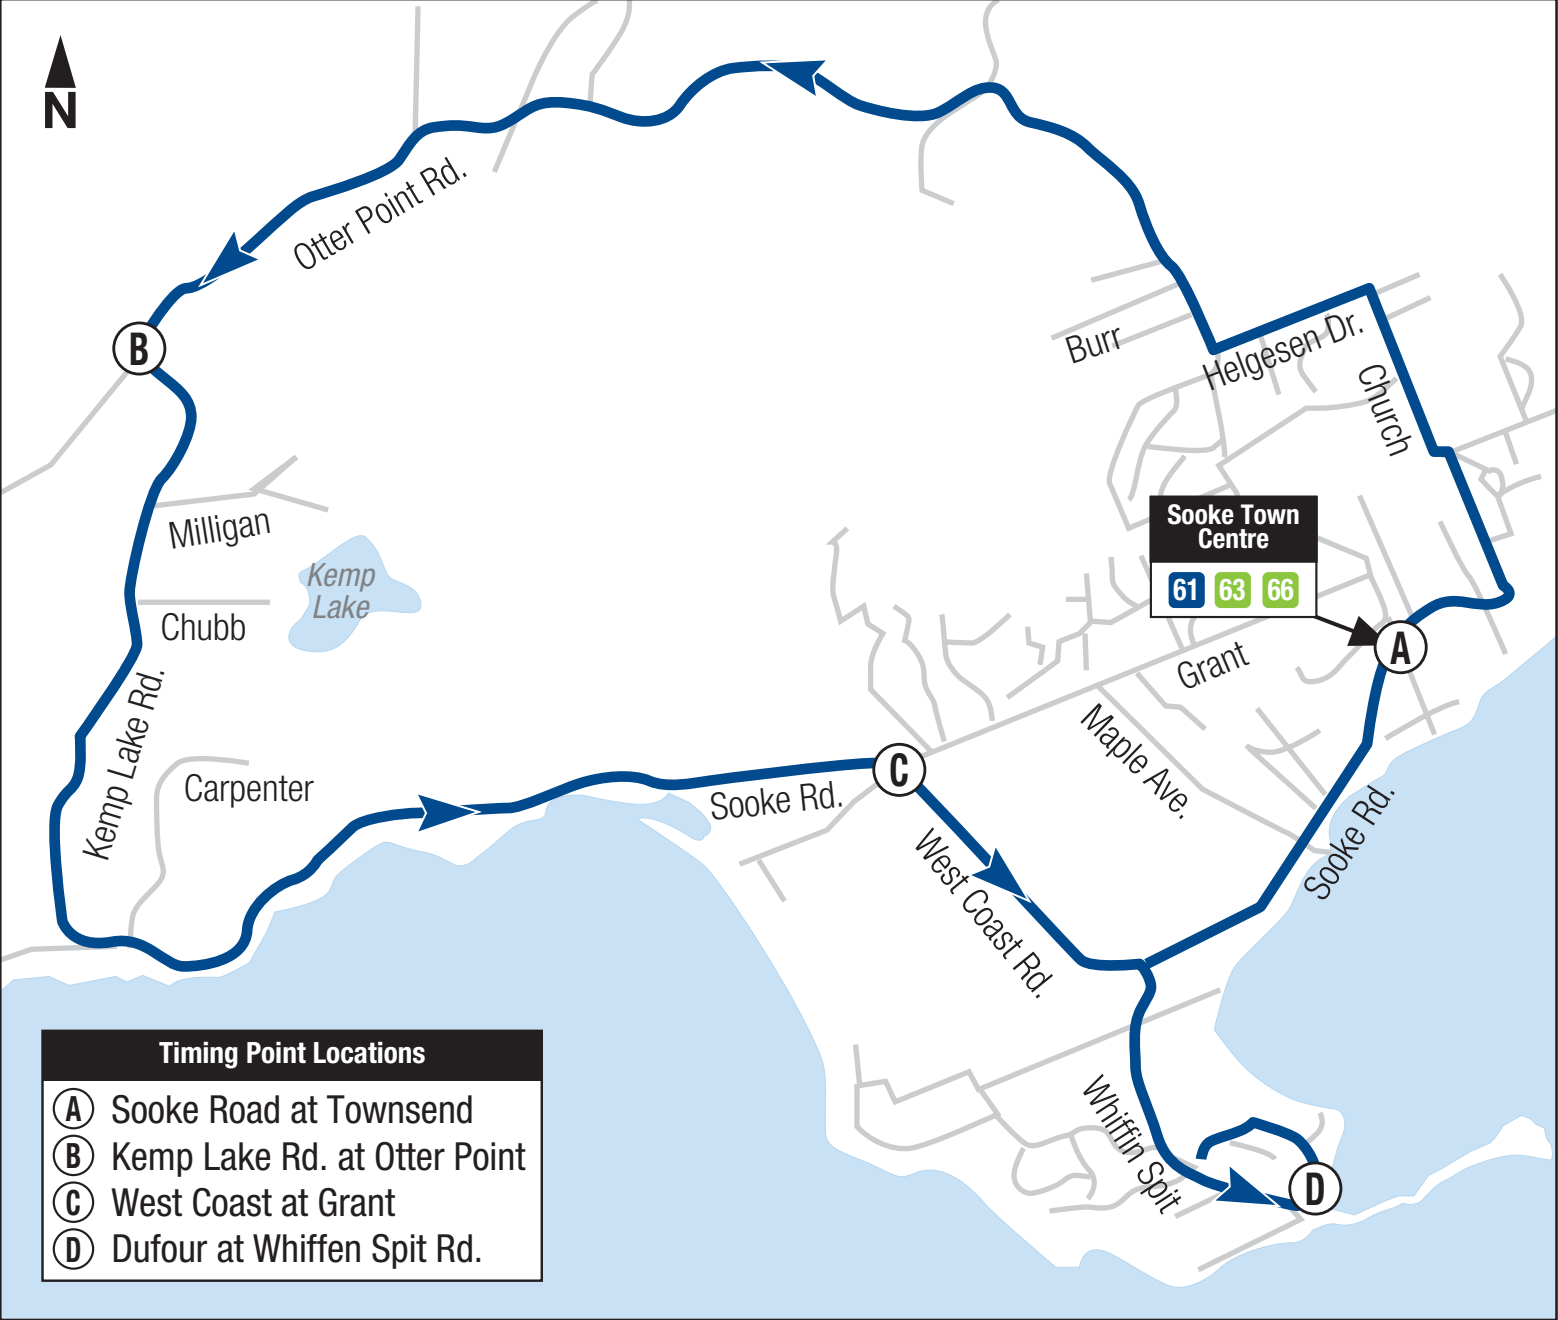 N
Otter Point Rd.
B
Burr
Helgesen Dr.
Church
Milligan
Kemp
Lake
Chubb
Sooke Town
Centre
61 63 66
A
Grant
Kemp Lake Rd.
Carpenter
Maple Ave.
C
Sooke Rd.
Sooke Rd.
West Coast Rd.
Whiffin Spit
D
Timing Point Locations
A Sooke Road at Townsend
B Kemp Lake Rd. at Otter Point
C West Coast at Grant
D Dufour at Whiffen Spit Rd.